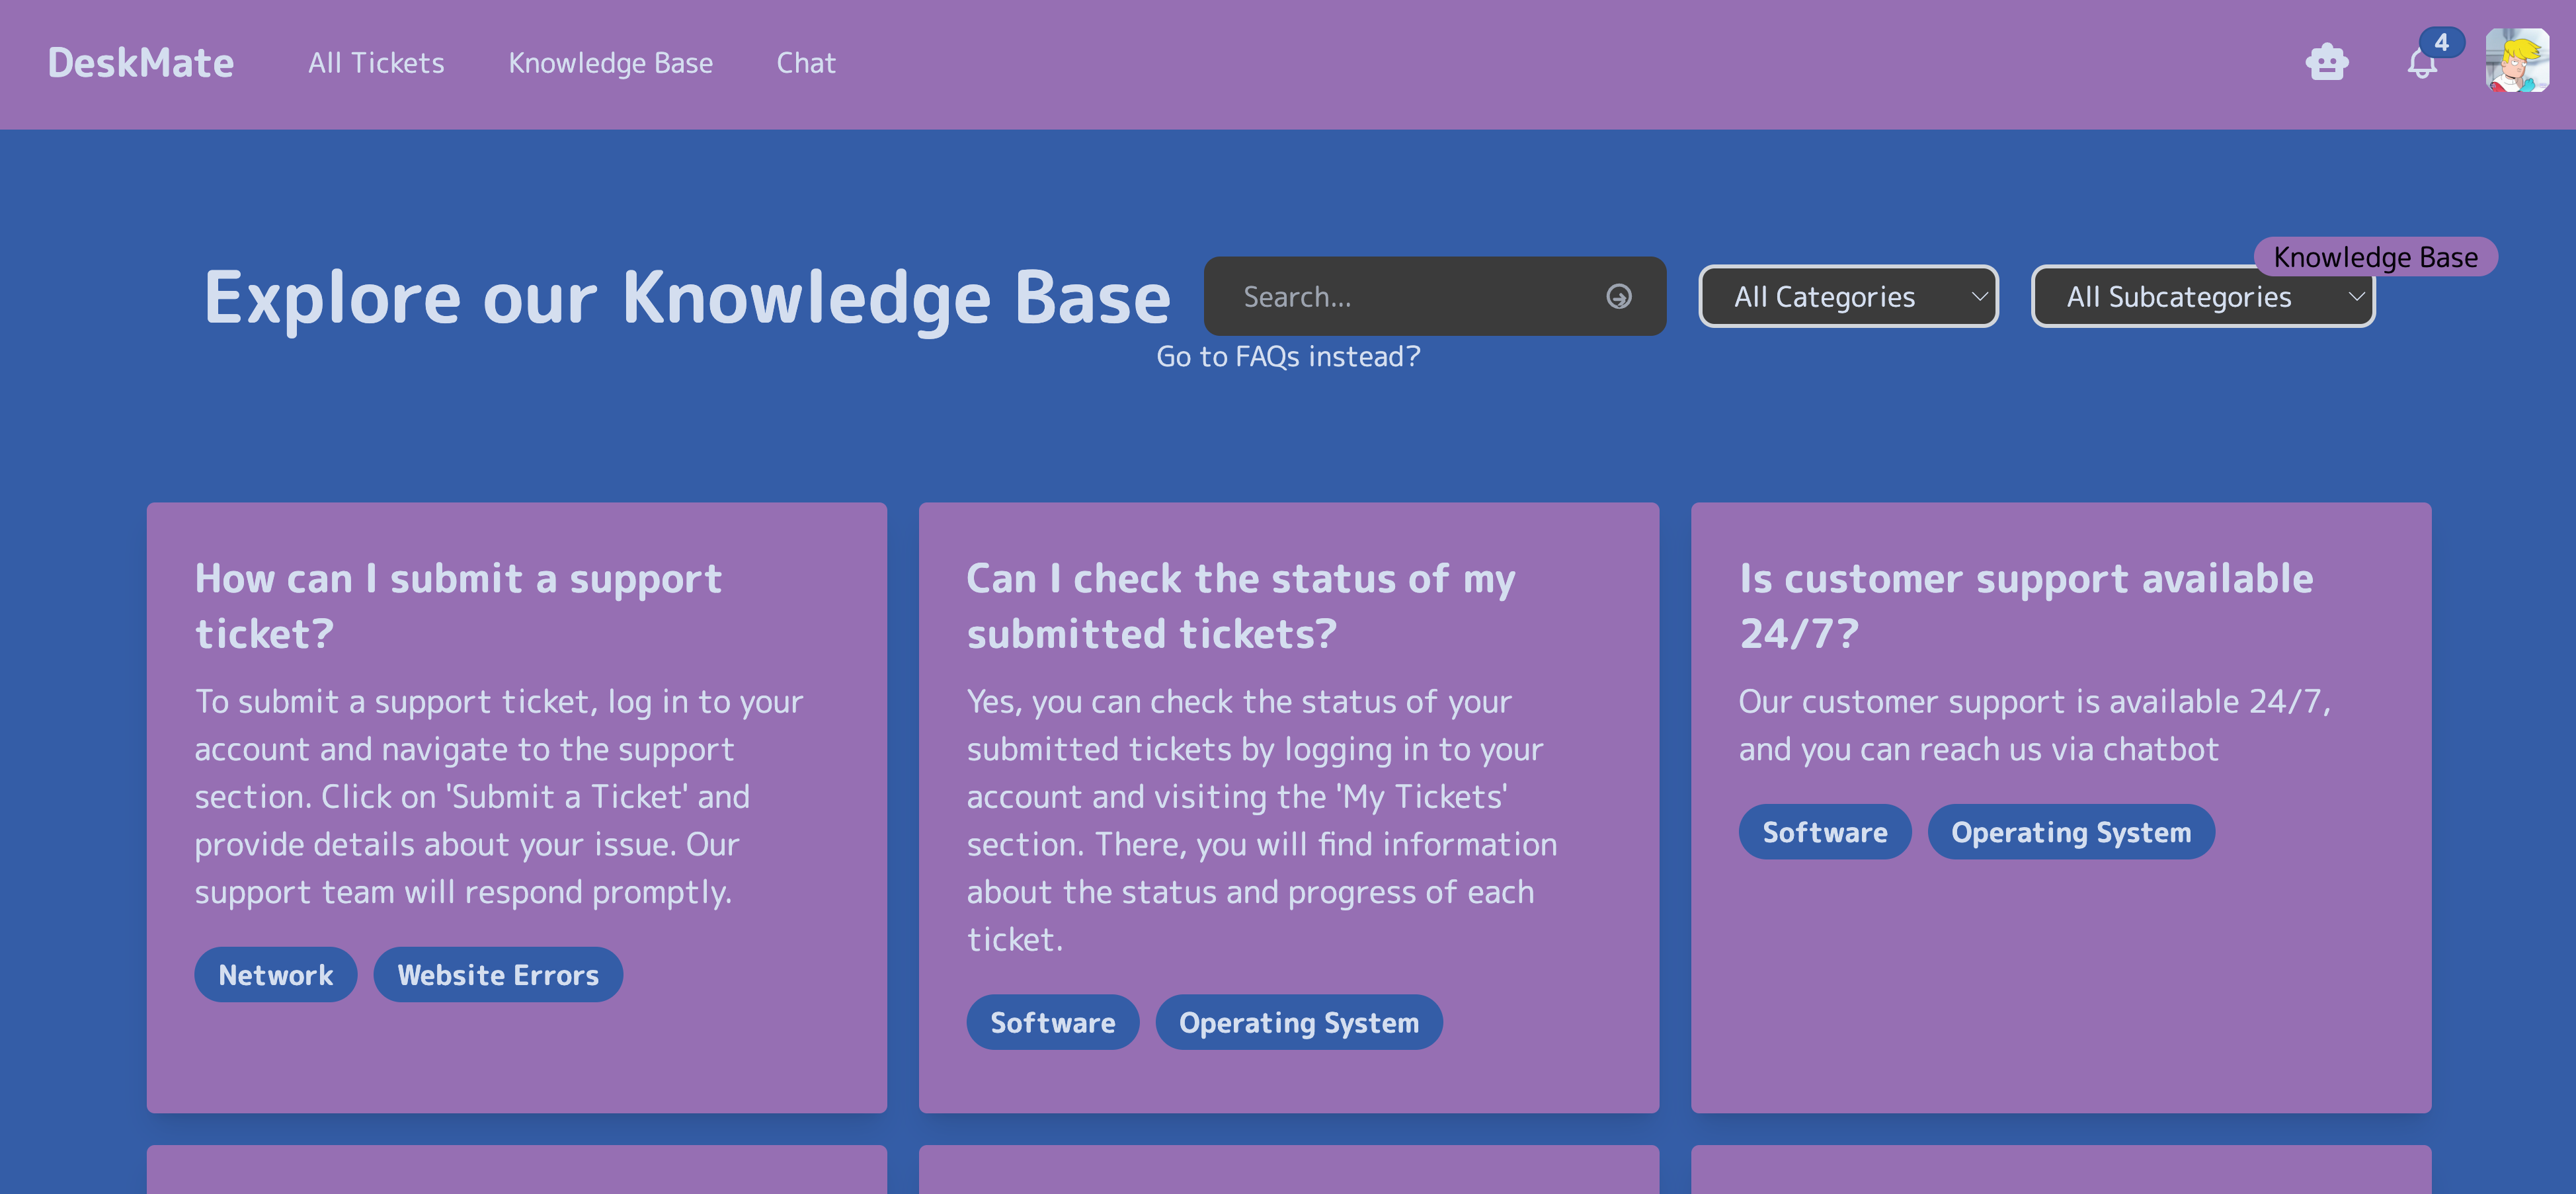 DeskMate
All Tickets
Knowledge Base
Chat
4
Knowledge Base
Explore our Knowledge Base
Search...
All Categories
All Subcategories
Go to FAQs instead?
How can I submit a support
ticket?
To submit a support ticket, log in to your
account and navigate to the support
section. Click on 'Submit a Ticket' and
provide details about your issue. Our
support team will respond promptly.
Network
Website Errors
Can I check the status of my
submitted tickets?
Yes, you can check the status of your
submitted tickets by logging in to your
account and visiting the 'My Tickets'
section. There, you will find information
about the status and progress of each
ticket.
Software
Operating System
Is customer support available
24/7?
Our customer support is available 24/7,
and you can reach us via chatbot
Software
Operating System